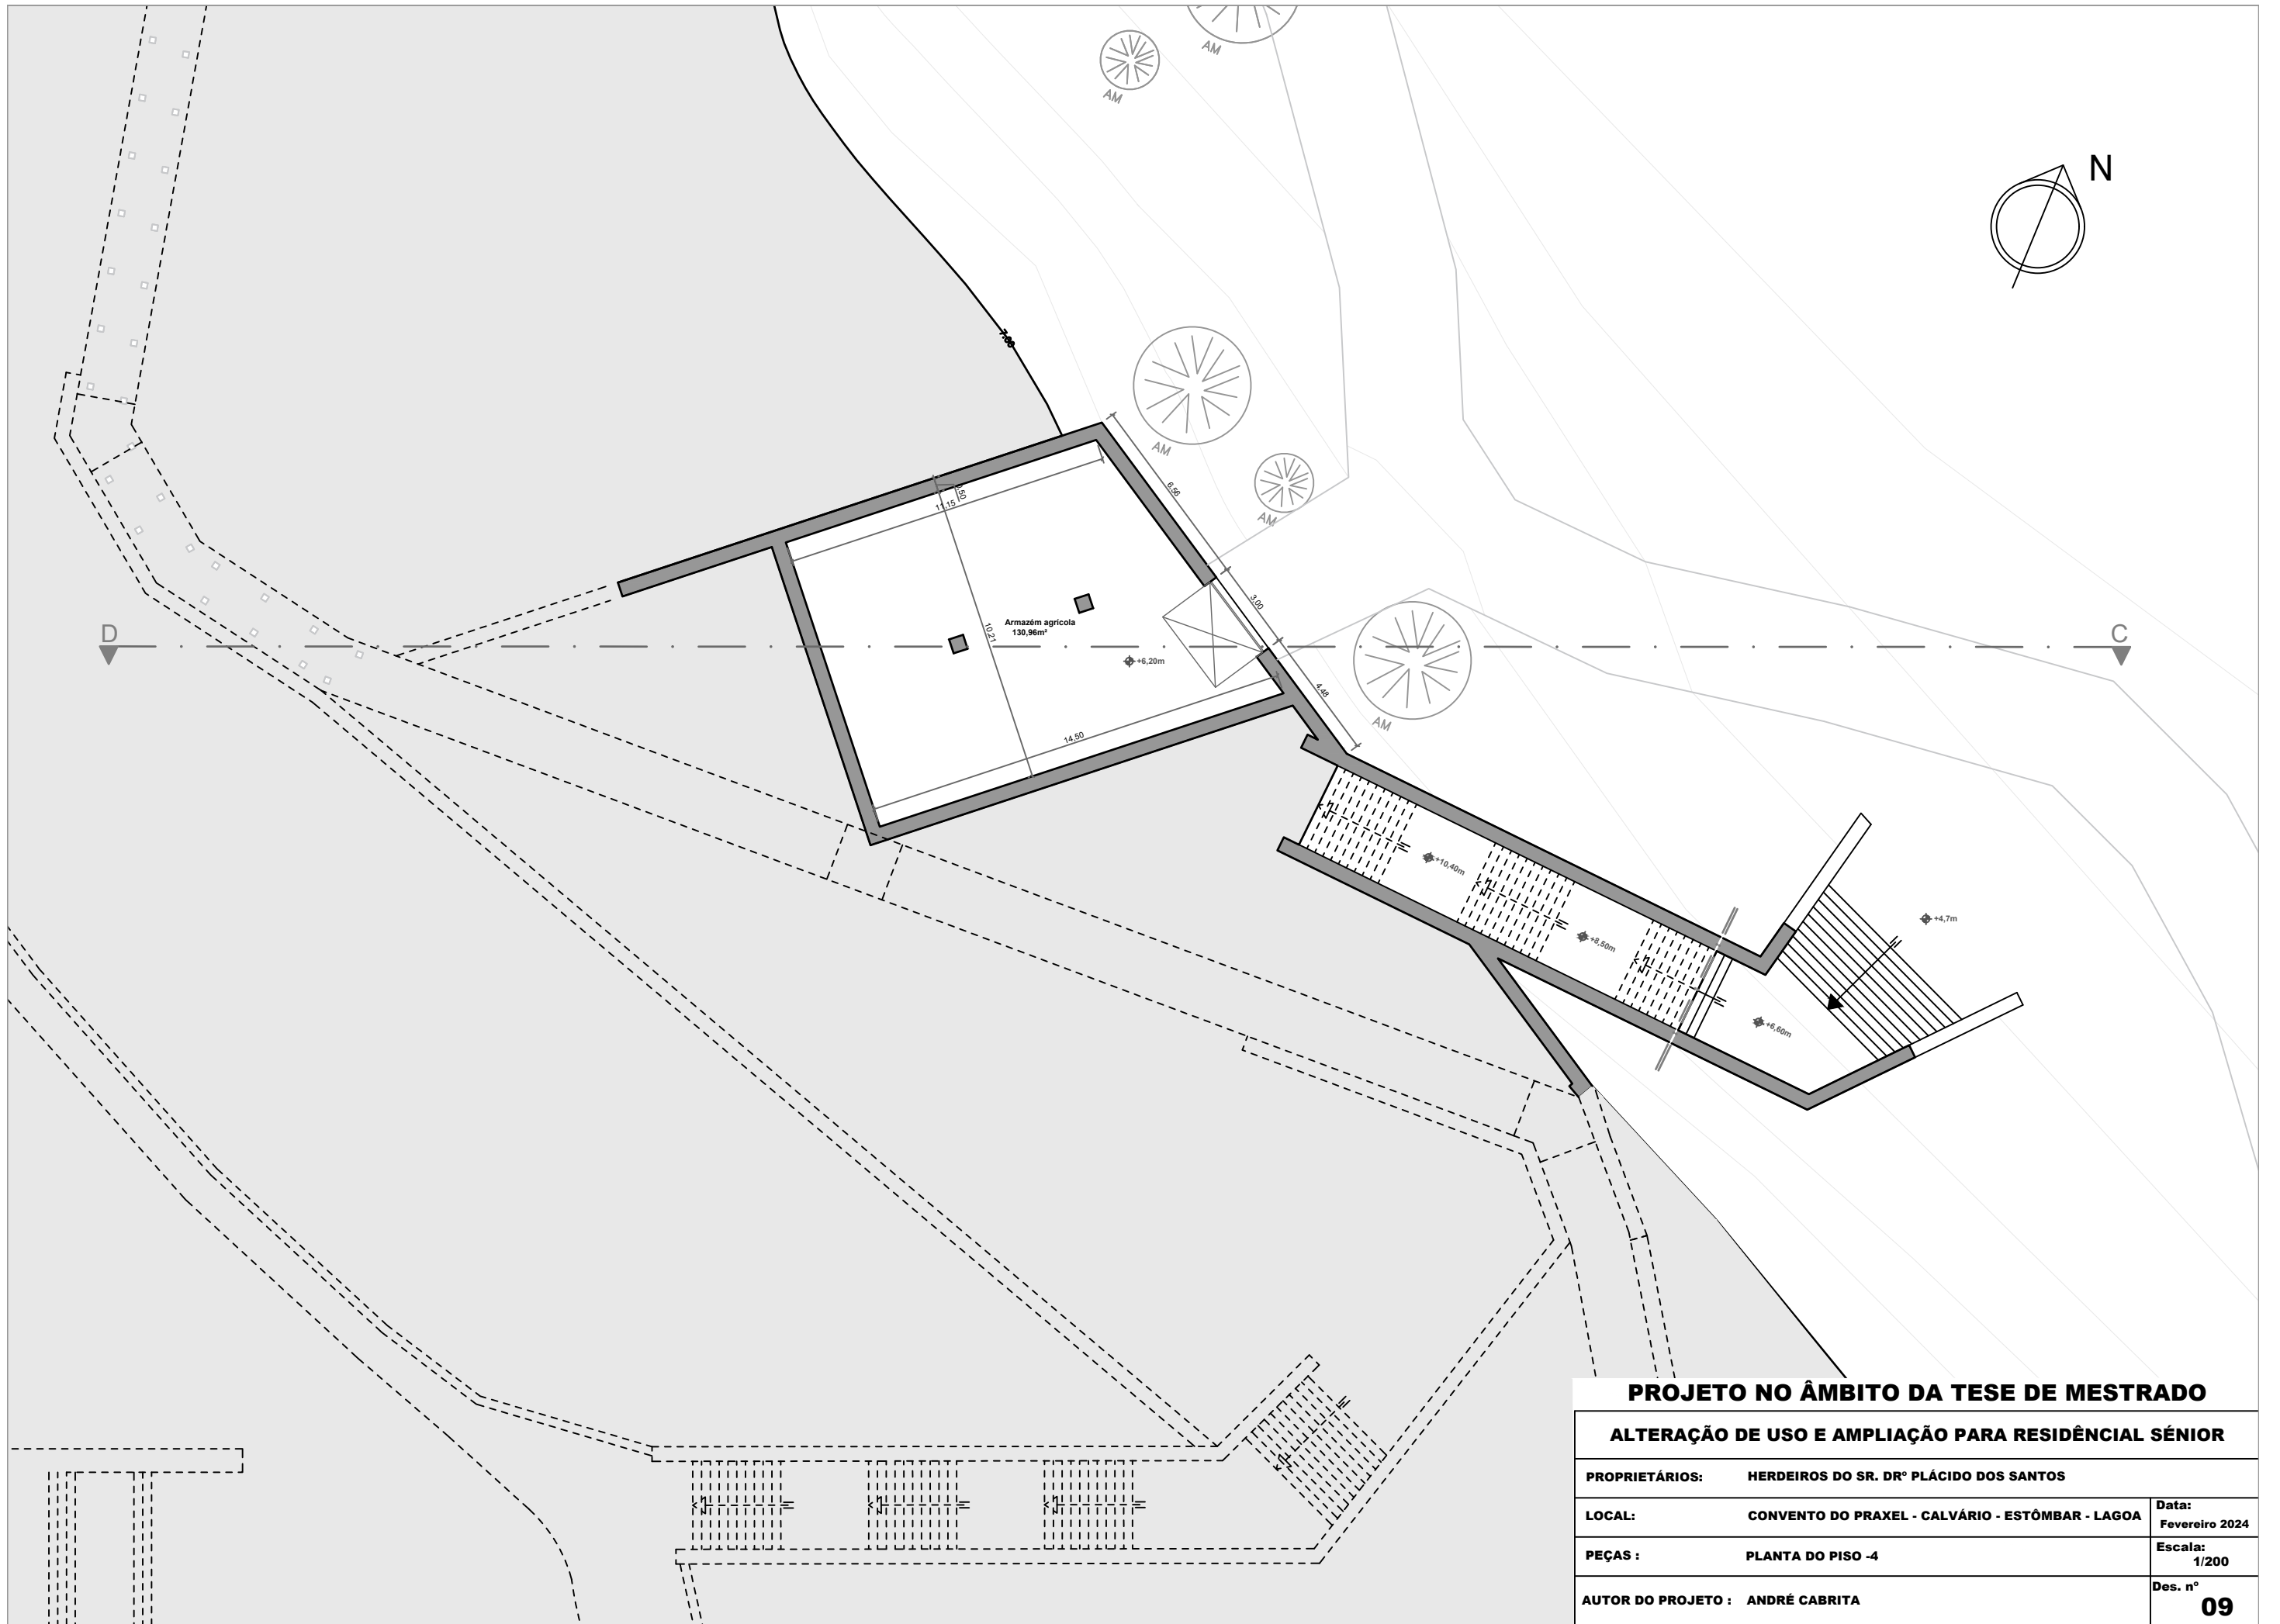 AM
AM
N
7.00
AM
6,56
0,50
11,15
AM
3,00
Armazém agrícola
130,96m²
10,21
D
C
+6,20m
4,48
AM
14,50
+10,40m
+4,7m
+8,50m
+6,60m
PROJETO NO ÂMBITO DA TESE DE MESTRADO
ALTERAÇÃO DE USO E AMPLIAÇÃO PARA RESIDÊNCIAL SÉNIOR
PROPRIETÁRIOS: HERDEIROS DO SR. DRº PLÁCIDO DOS SANTOS
LOCAL: CONVENTO DO PRAXEL - CALVÁRIO - ESTÔMBAR - LAGOA
Data:
Fevereiro 2024
PEÇAS : PLANTA DO PISO -4
Escala:
1/200
AUTOR DO PROJETO : ANDRÉ CABRITA
Des. nº
09